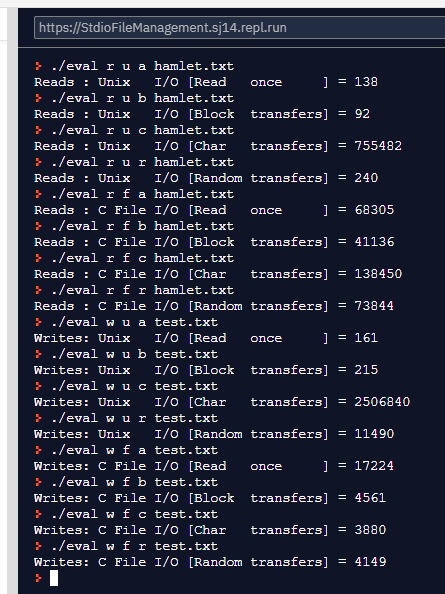 https://StdioFileManagement.sj14.repl.run
> ./eval r u a hamlet.txt
Reads : Unix   I/O [Read   once     ] = 138
> ./eval r u b hamlet.txt
Reads : Unix   I/O [Block  transfers] = 92
> ./eval r u c hamlet.txt
Reads : Unix   I/O [Char   transfers] = 755482
> ./eval r u r hamlet.txt
Reads : Unix   I/O [Random transfers] = 240
> ./eval r f a hamlet.txt
Reads : C File I/O [Read   once     ] = 68305
> ./eval r f b hamlet.txt
Reads : C File I/O [Block  transfers] = 41136
> ./eval r f c hamlet.txt
Reads : C File I/O [Char   transfers] = 138450
> ./eval r f r hamlet.txt
Reads : C File I/O [Random transfers] = 73844
> ./eval w u a test.txt
Writes: Unix   I/O [Read   once     ] = 161
> ./eval w u b test.txt
Writes: Unix   I/O [Block  transfers] = 215
> ./eval w u c test.txt
Writes: Unix   I/O [Char   transfers] = 2506840
> ./eval w u r test.txt
Writes: Unix   I/O [Random transfers] = 11490
> ./eval w f a test.txt
Writes: C File I/O [Read   once     ] = 17224
> ./eval w f b test.txt
Writes: C File I/O [Block  transfers] = 4561
> ./eval w f c test.txt
Writes: C File I/O [Char   transfers] = 3880
> ./eval w f r test.txt
Writes: C File I/O [Random transfers] = 4149
>